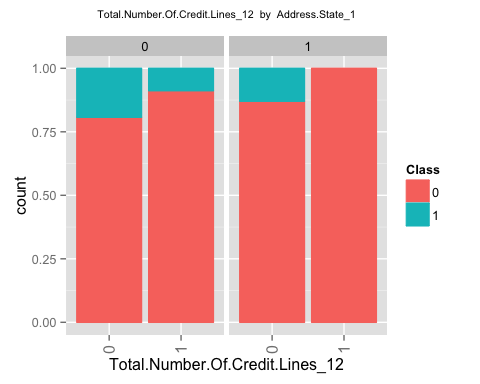 Total.Number.Of.Credit.Lines_12 by Address.State_1
0 1
1.00
0.75
0.50
0.25
0.00
count
0 1 0 1
Total.Number.Of.Credit.Lines_12
Class
0
1